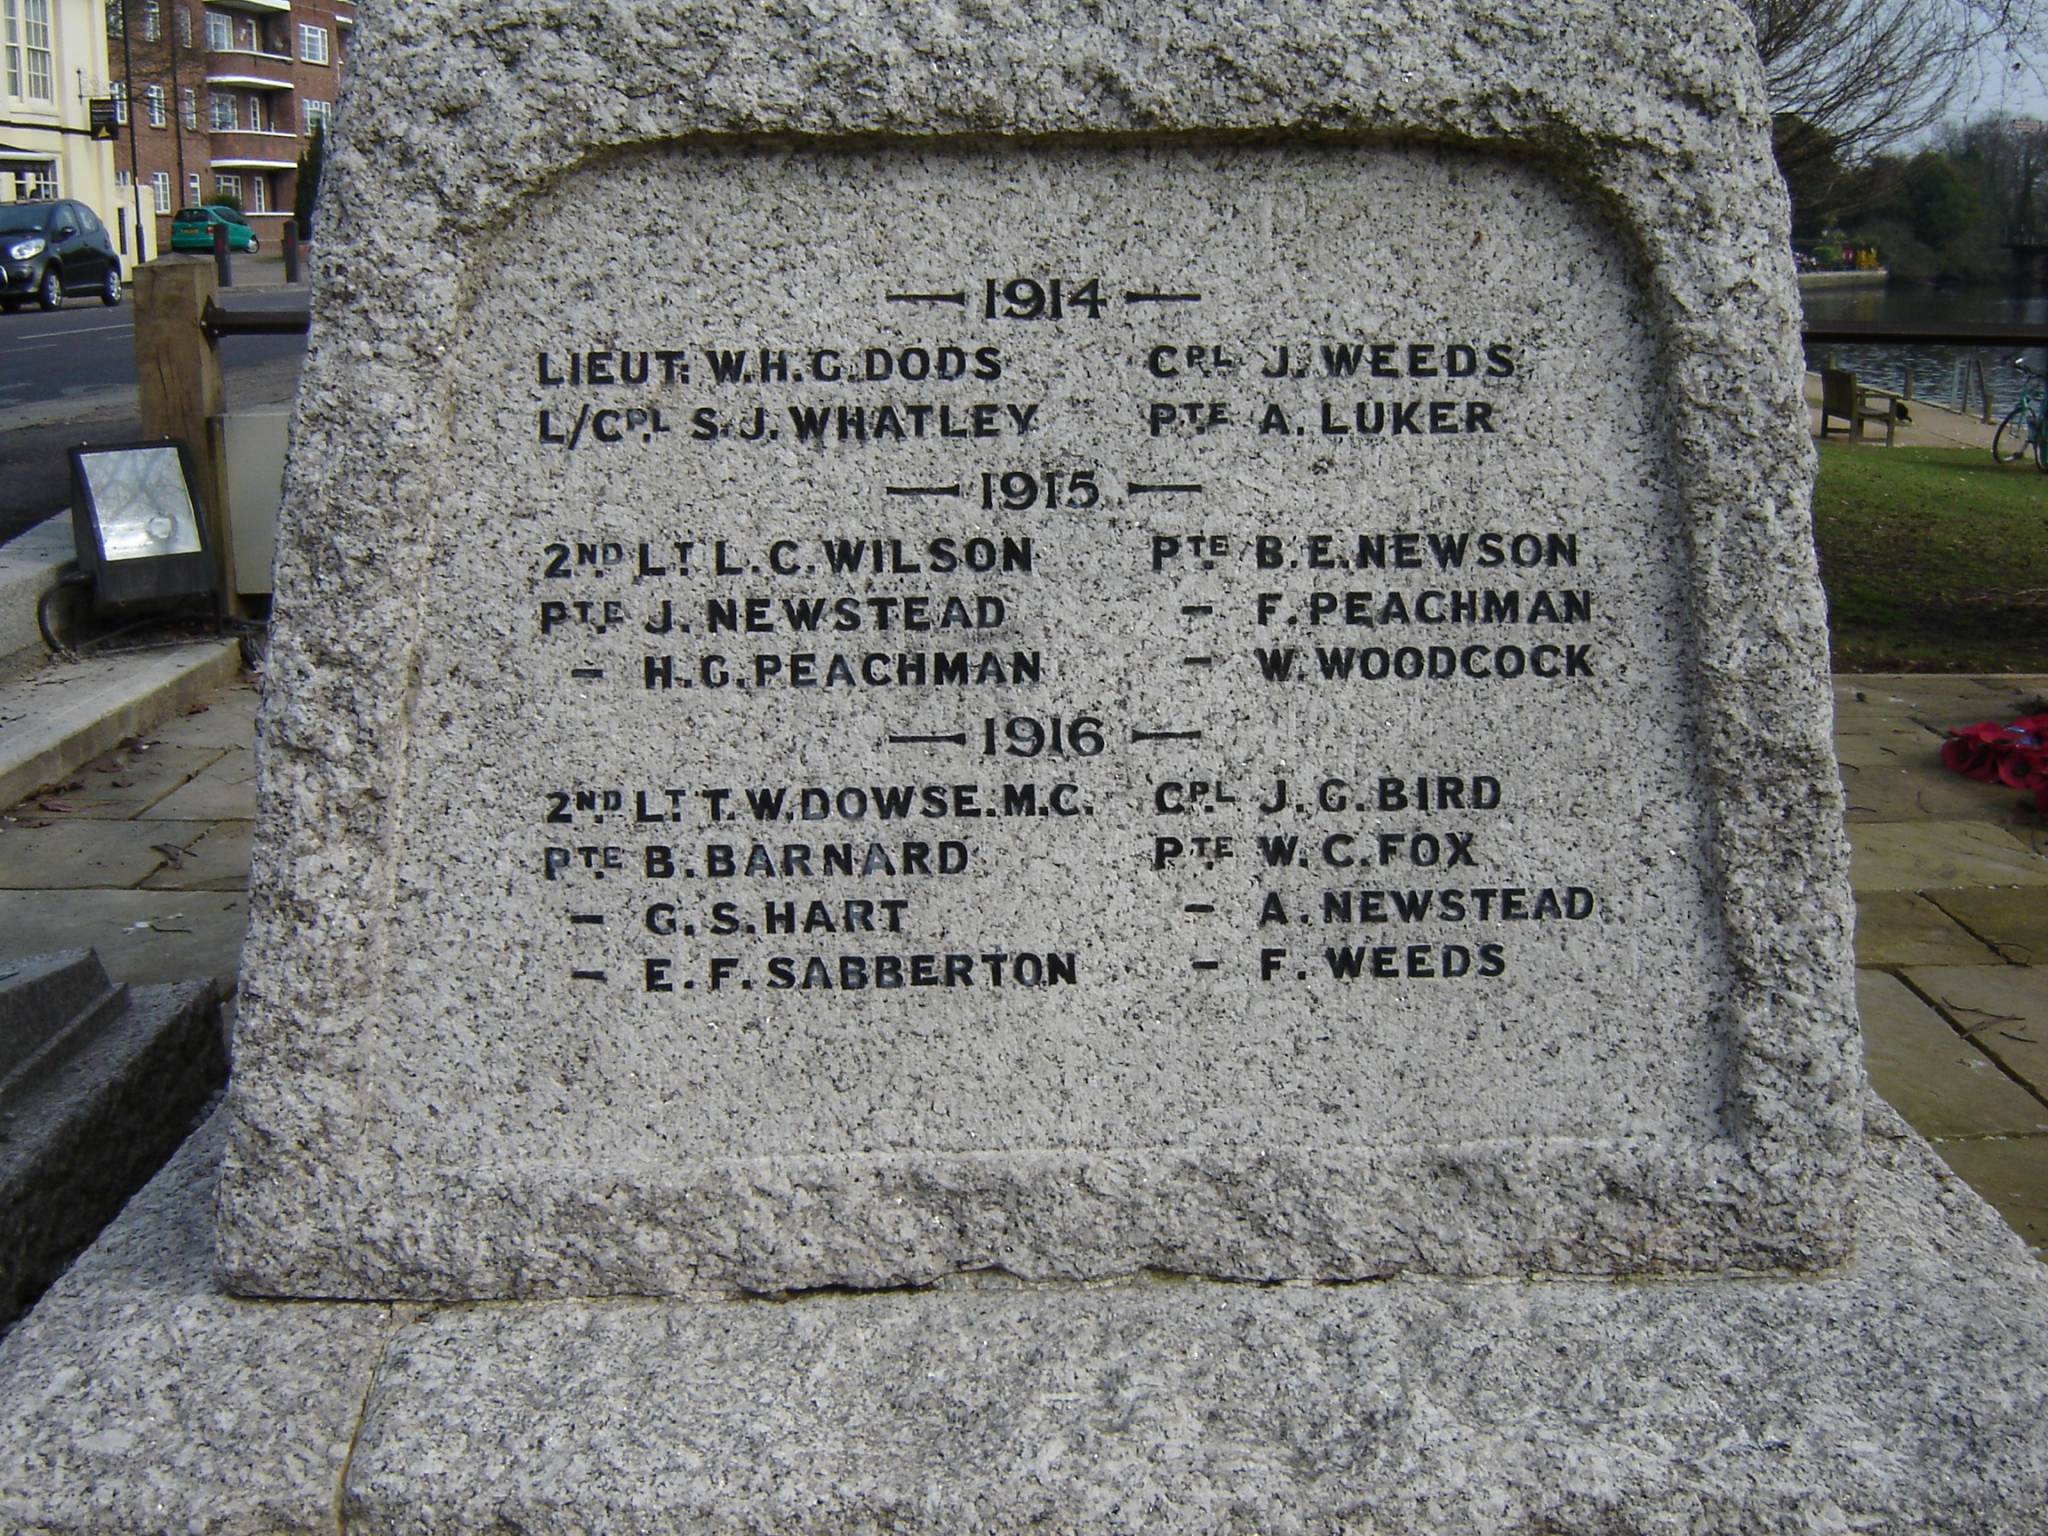 — 1914 —
LIEUT. W.H.G. DODS CPL J. WEEDS
L/CPL S.J. WHATLEY PTE A. LUKER
— 1915 —
2ND LT L.C. WILSON PTE B.E. NEWSON
PTE J. NEWSTEAD - F. PEACHMAN
- H.G. PEACHMAN - W. WOODCOCK
— 1916 —
2ND LT T.W. DOWSE. M.C. CPL J.G. BIRD
PTE B. BARNARD PTE W.C. FOX
- G.S. HART - A. NEWSTEAD
- E.F. SABBERTON - F. WEEDS